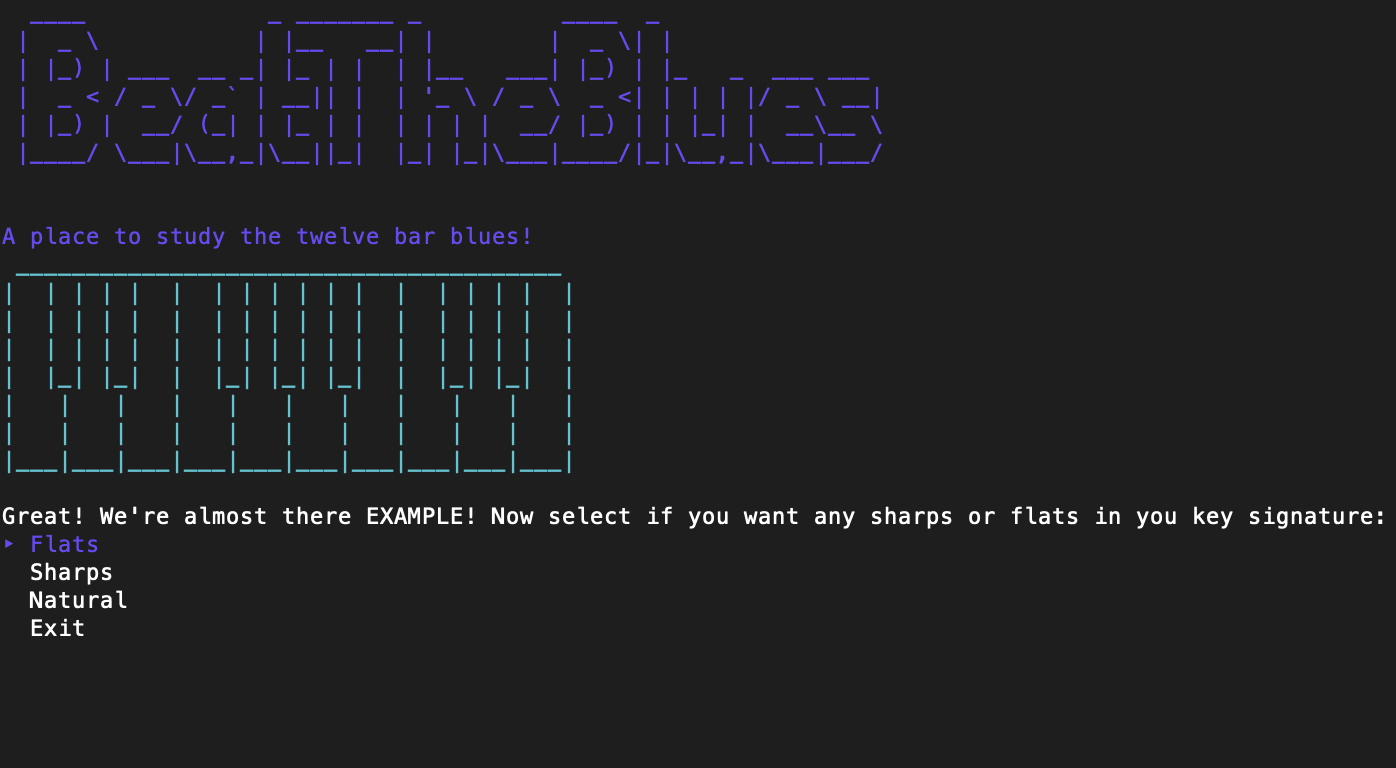 BeatTheBlues
A place to study the twelve bar blues!
Great! We're almost there EXAMPLE! Now select if you want any sharps or flats in you key signature:
‣ Flats
Sharps
Natural
Exit